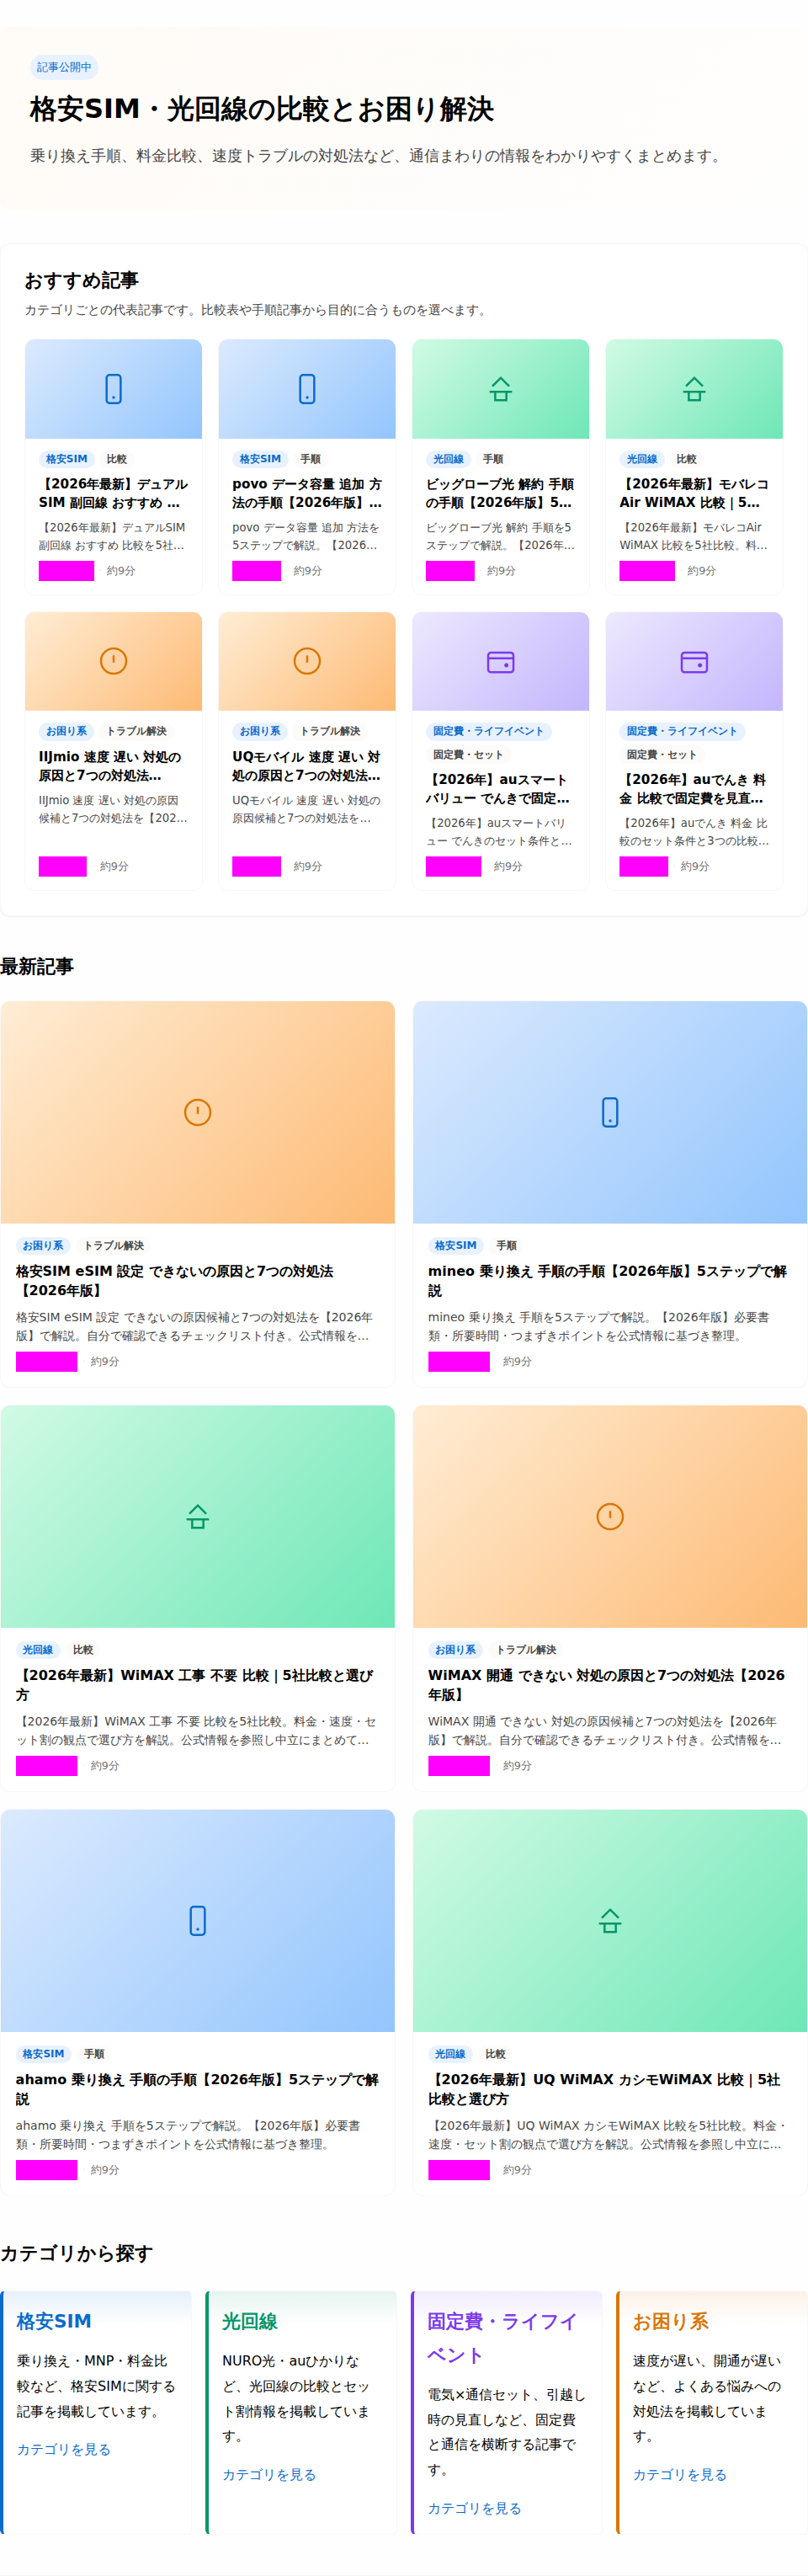 記事公開中
格安SIM・光回線の比較とお困り解決
乗り換え手順、料金比較、速度トラブルの対処法など、通信まわりの情報をわかりやすくまとめます。
おすすめ記事
カテゴリごとの代表記事です。比較表や手順記事から目的に合うものを選べます。
格安SIM 比較
【2026年最新】デュアル
SIM 副回線 おすすめ …
【2026年最新】デュアルSIM
副回線 おすすめ 比較を5社…
約9分
格安SIM 手順
povo データ容量 追加 方
法の手順【2026年版】…
povo データ容量 追加 方法を
5ステップで解説。【2026…
約9分
光回線 手順
ビッグローブ光 解約 手順
の手順【2026年版】5…
ビッグローブ光 解約 手順を5
ステップで解説。【2026年…
約9分
光回線 比較
【2026年最新】モバレコ
Air WiMAX 比較｜5…
【2026年最新】モバレコAir
WiMAX 比較を5社比較。料…
約9分
お困り系 トラブル解決
IIJmio 速度 遅い 対処の
原因と7つの対処法…
IIJmio 速度 遅い 対処の原因
候補と7つの対処法を【202…
約9分
お困り系 トラブル解決
UQモバイル 速度 遅い 対
処の原因と7つの対処法…
UQモバイル 速度 遅い 対処の
原因候補と7つの対処法を…
約9分
固定費・ライフイベント
固定費・セット
【2026年】auスマート
バリュー でんきで固定…
【2026年】auスマートバリ
ュー でんきのセット条件と…
約9分
固定費・ライフイベント
固定費・セット
【2026年】auでんき 料
金 比較で固定費を見直…
【2026年】auでんき 料金 比
較のセット条件と3つの比較…
約9分
最新記事
お困り系 トラブル解決
格安SIM eSIM 設定 できないの原因と7つの対処法
【2026年版】
格安SIM eSIM 設定 できないの原因候補と7つの対処法を【2026年
版】で解説。自分で確認できるチェックリスト付き。公式情報を…
約9分
格安SIM 手順
mineo 乗り換え 手順の手順【2026年版】5ステップで解
説
mineo 乗り換え 手順を5ステップで解説。【2026年版】必要書
類・所要時間・つまずきポイントを公式情報に基づき整理。
約9分
光回線 比較
【2026年最新】WiMAX 工事 不要 比較｜5社比較と選び
方
【2026年最新】WiMAX 工事 不要 比較を5社比較。料金・速度・セ
ット割の観点で選び方を解説。公式情報を参照し中立にまとめて…
約9分
お困り系 トラブル解決
WiMAX 開通 できない 対処の原因と7つの対処法【2026
年版】
WiMAX 開通 できない 対処の原因候補と7つの対処法を【2026年
版】で解説。自分で確認できるチェックリスト付き。公式情報を…
約9分
格安SIM 手順
ahamo 乗り換え 手順の手順【2026年版】5ステップで解
説
ahamo 乗り換え 手順を5ステップで解説。【2026年版】必要書
類・所要時間・つまずきポイントを公式情報に基づき整理。
約9分
光回線 比較
【2026年最新】UQ WiMAX カシモWiMAX 比較｜5社
比較と選び方
【2026年最新】UQ WiMAX カシモWiMAX 比較を5社比較。料金・
速度・セット割の観点で選び方を解説。公式情報を参照し中立に…
約9分
カテゴリから探す
格安SIM
乗り換え・MNP・料金比
較など、格安SIMに関する
記事を掲載しています。
カテゴリを見る
光回線
NURO光・auひかりな
ど、光回線の比較とセッ
ト割情報を掲載していま
す。
カテゴリを見る
固定費・ライフイ
ベント
電気×通信セット、引越し
時の見直しなど、固定費
と通信を横断する記事で
す。
カテゴリを見る
お困り系
速度が遅い、開通が遅い
など、よくある悩みへの
対処法を掲載していま
す。
カテゴリを見る